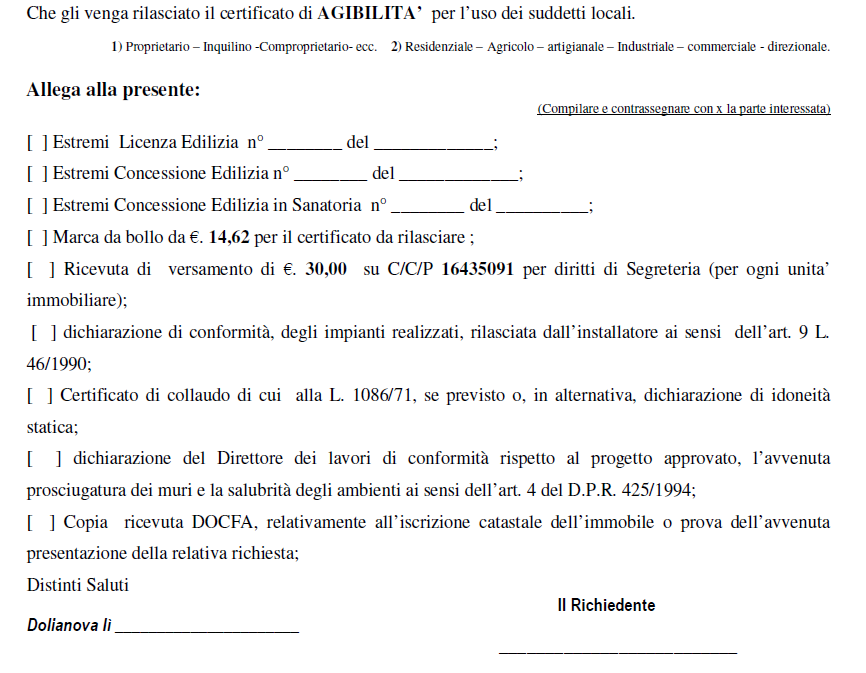 Che gli venga rilasciato il certificato di AGIBILITA’ per l’uso dei suddetti locali.
1) Proprietario – Inquilino -Comproprietario- ecc. 2) Residenziale – Agricolo – artigianale – Industriale – commerciale - direzionale.
Allega alla presente:
(Compilare e contrassegnare con x la parte interessata)
[ ] Estremi Licenza Edilizia n° ________ del _____________;
[ ] Estremi Concessione Edilizia n° ________ del _____________;
[ ] Estremi Concessione Edilizia in Sanatoria n° ________ del __________;
[ ] Marca da bollo da €. 14,62 per il certificato da rilasciare ;
[ ] Ricevuta di versamento di €. 30,00 su C/C/P 16435091 per diritti di Segreteria (per ogni unita’
immobiliare);
[ ] dichiarazione di conformità, degli impianti realizzati, rilasciata dall’installatore ai sensi dell’art. 9 L.
46/1990;
[ ] Certificato di collaudo di cui alla L. 1086/71, se previsto o, in alternativa, dichiarazione di idoneità
statica;
[ ] dichiarazione del Direttore dei lavori di conformità rispetto al progetto approvato, l’avvenuta
prosciugatura dei muri e la salubrità degli ambienti ai sensi dell’art. 4 del D.P.R. 425/1994;
[ ] Copia ricevuta DOCFA, relativamente all’iscrizione catastale dell’immobile o prova dell’avvenuta
presentazione della relativa richiesta;
Distinti Saluti
Il Richiedente
Dolianova lì ______________________
____________________________